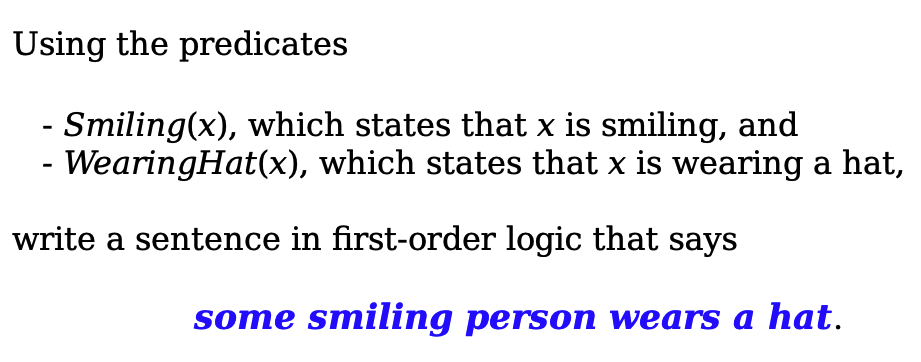 Using the predicates
- Smiling(x), which states that x is smiling, and
- WearingHat(x), which states that x is wearing a hat,
write a sentence in first-order logic that says
some smiling person wears a hat.